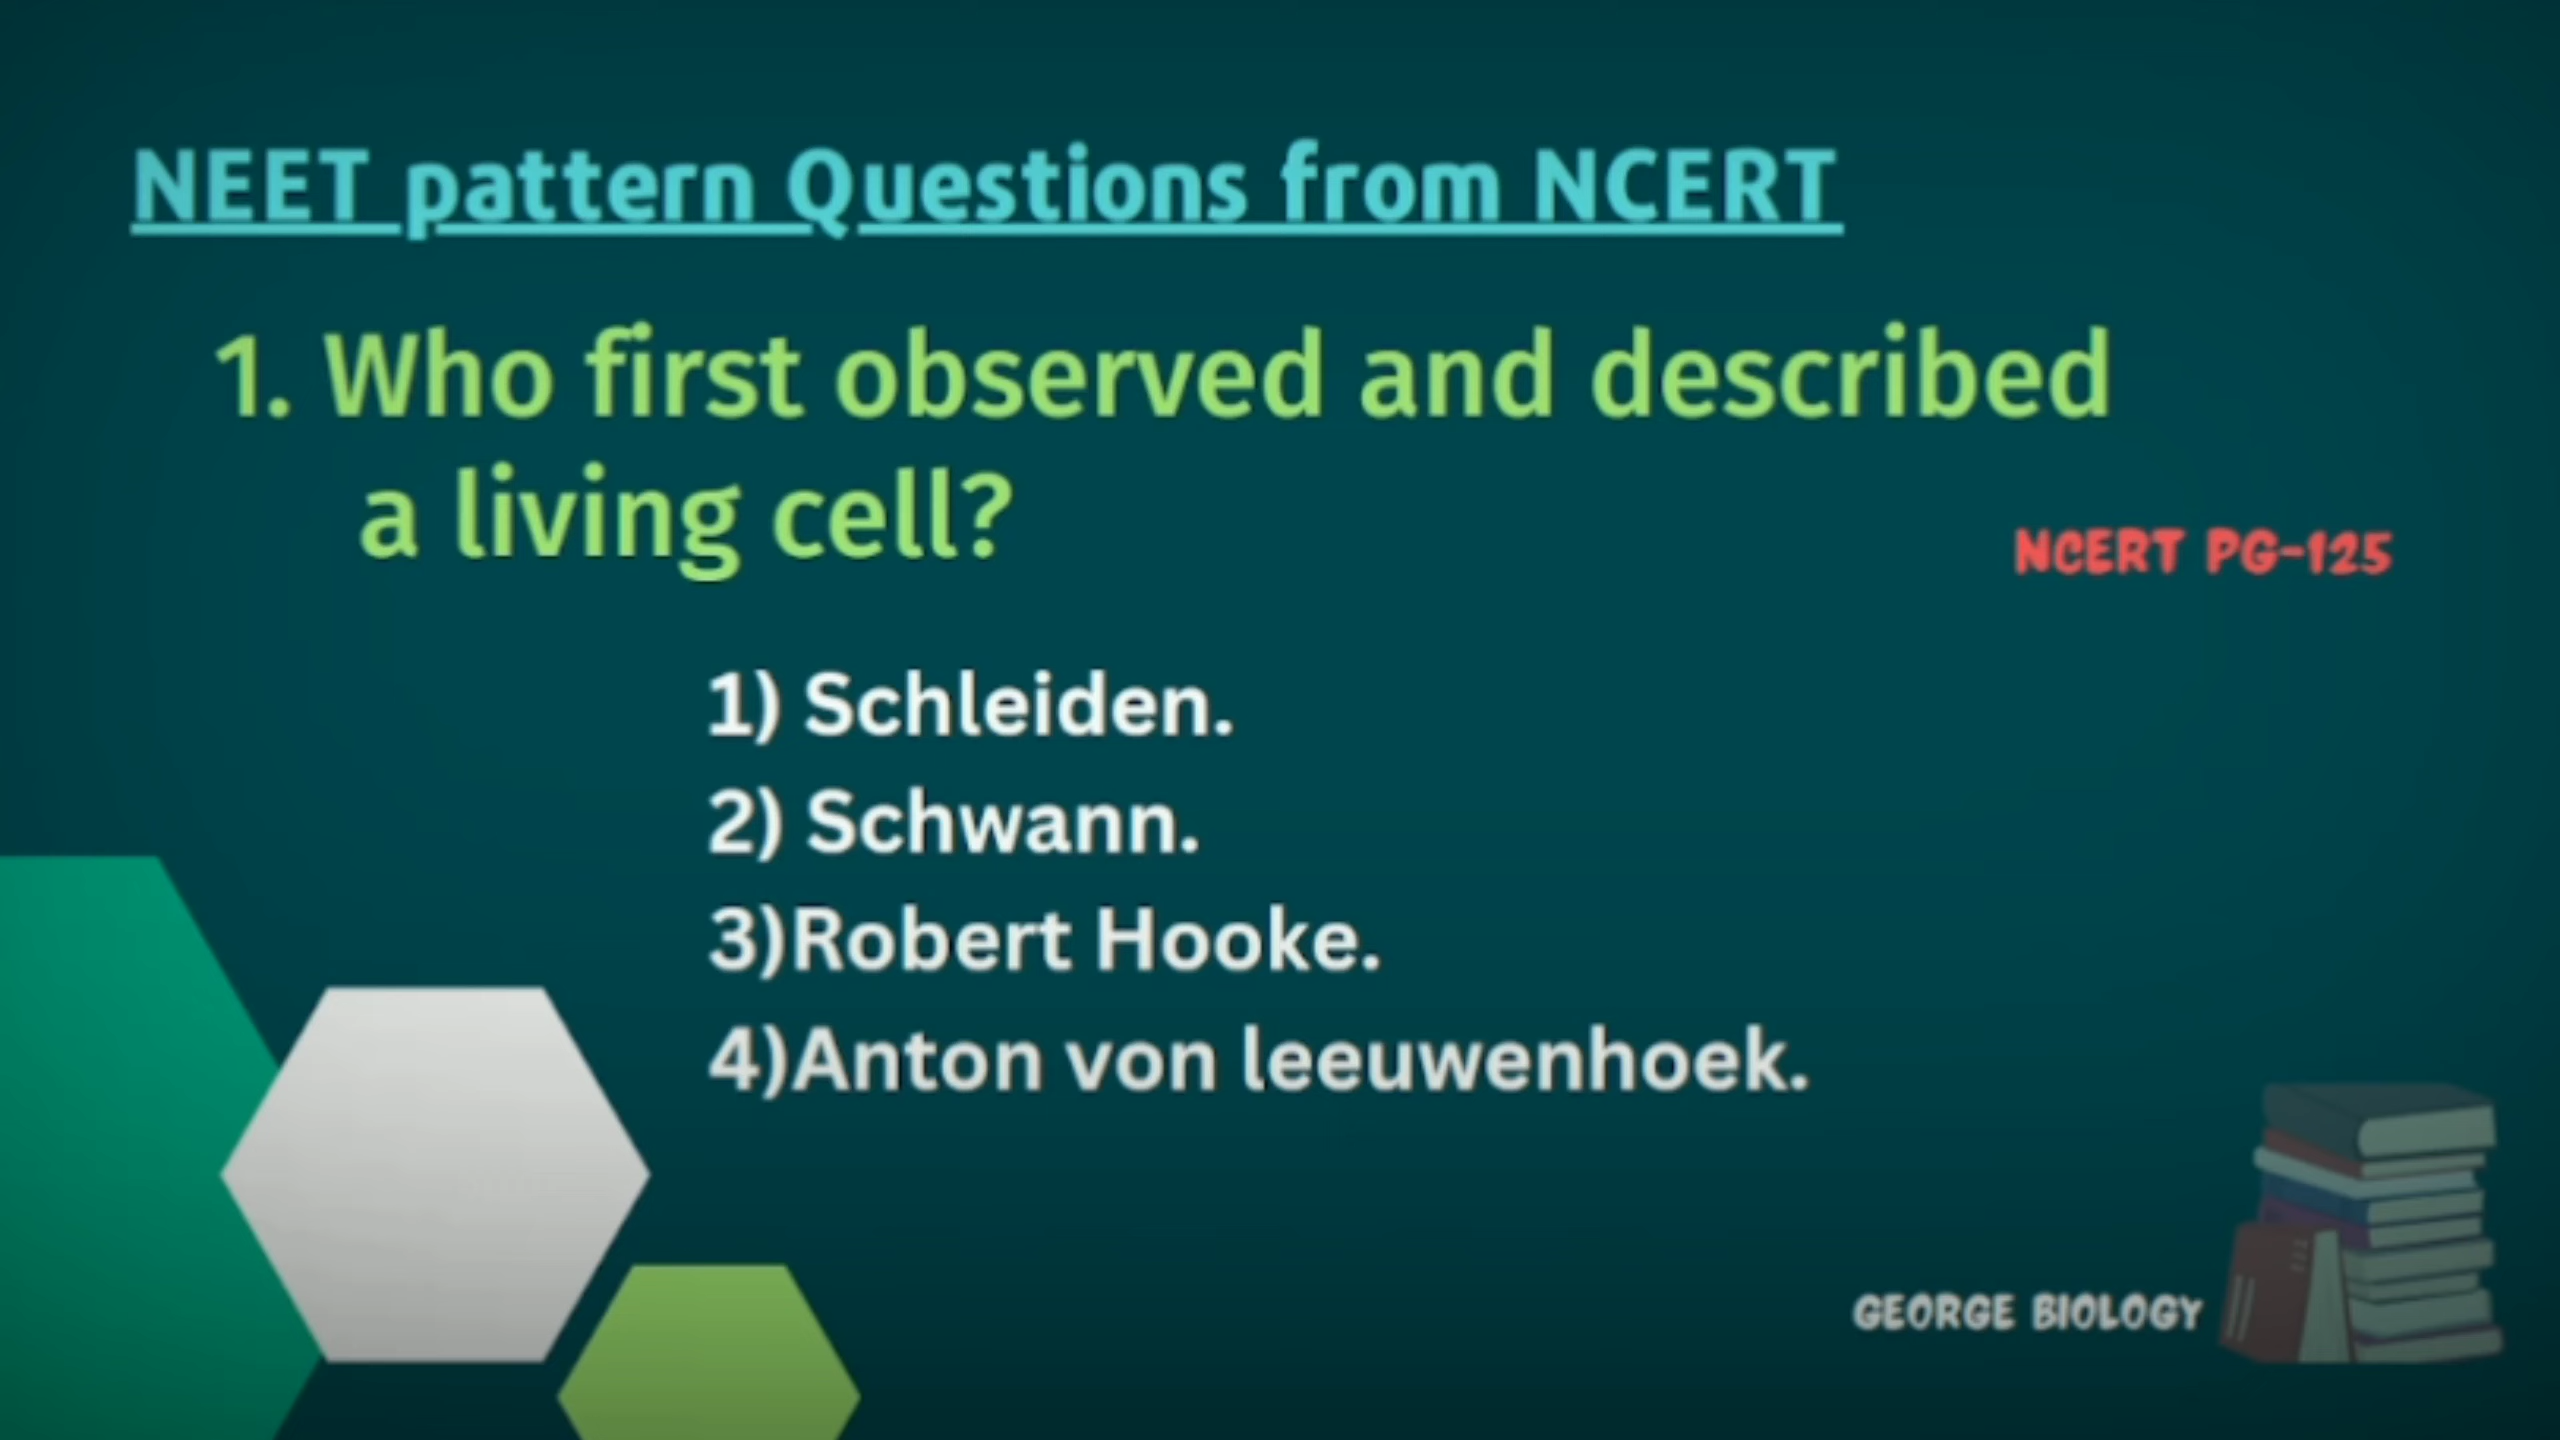 NEET pattern Questions from NCERT
1. Who first observed and described
a living cell?
NCERT PG-125
1) Schleiden.
2) Schwann.
3)Robert Hooke.
4)Anton von leeuwenhoek.
GEORGE BIOLOGY